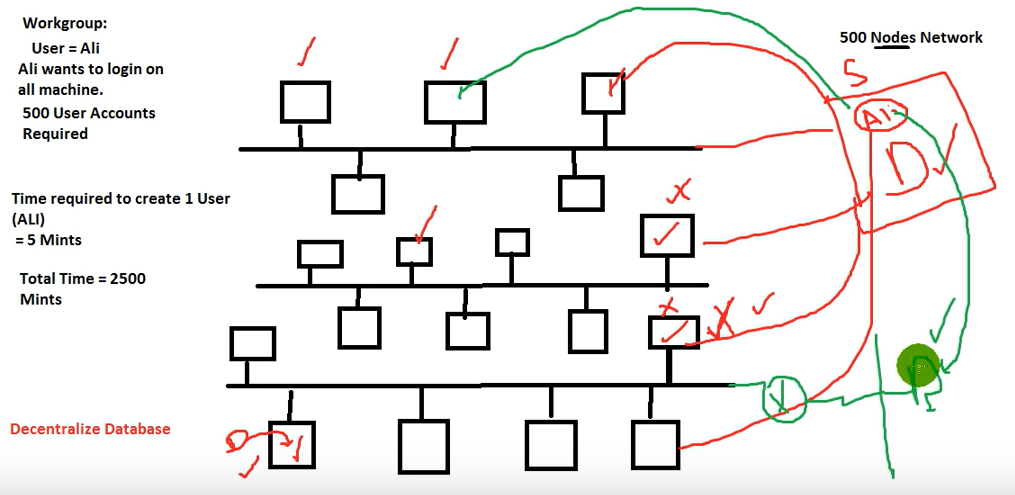 Workgroup:
User = Ali
Ali wants to login on
all machine.
500 User Accounts
Required
500 Nodes Network
S
Ali
D
Time required to create 1 User
(ALI)
= 5 Mints
Total Time = 2500
Mints
Decentralize Database
D